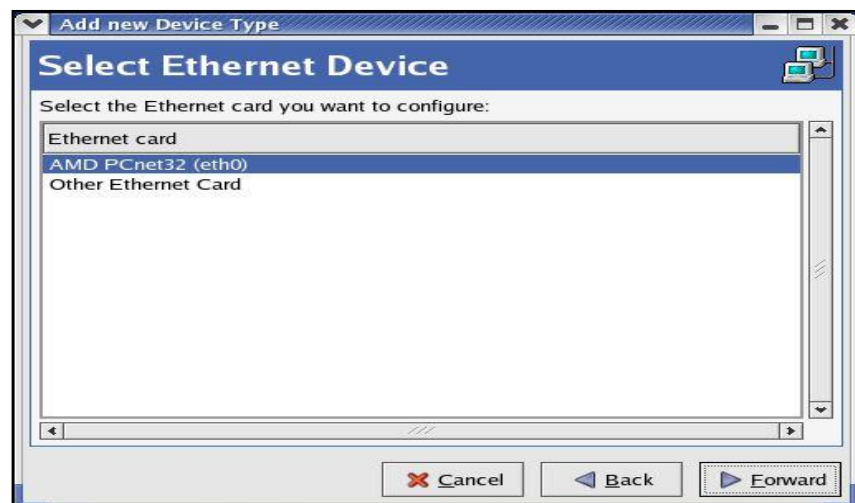 Add new Device Type
Select Ethernet Device
Select the Ethernet card you want to configure:
Ethernet card
AMD PCnet32 (eth0)
Other Ethernet Card
Cancel Back Forward